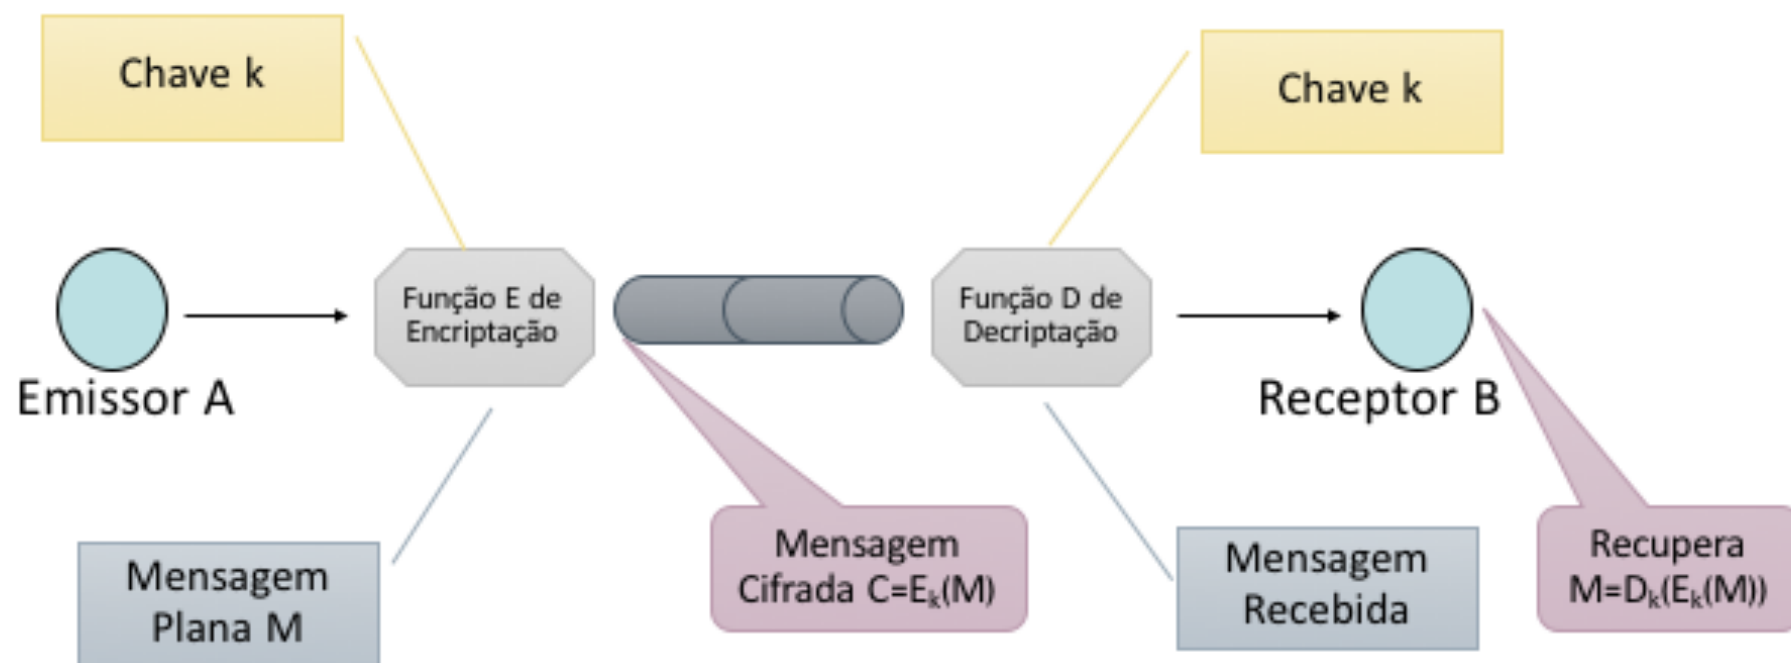 Chave k
Chave k
Função E de
Encriptação
Função D de
Decriptação
Emissor A
Receptor B
Mensagem
Plana M
Mensagem
Cifrada C=Eₖ(M)
Mensagem
Recebida
Recupera
M=Dₖ(Eₖ(M))